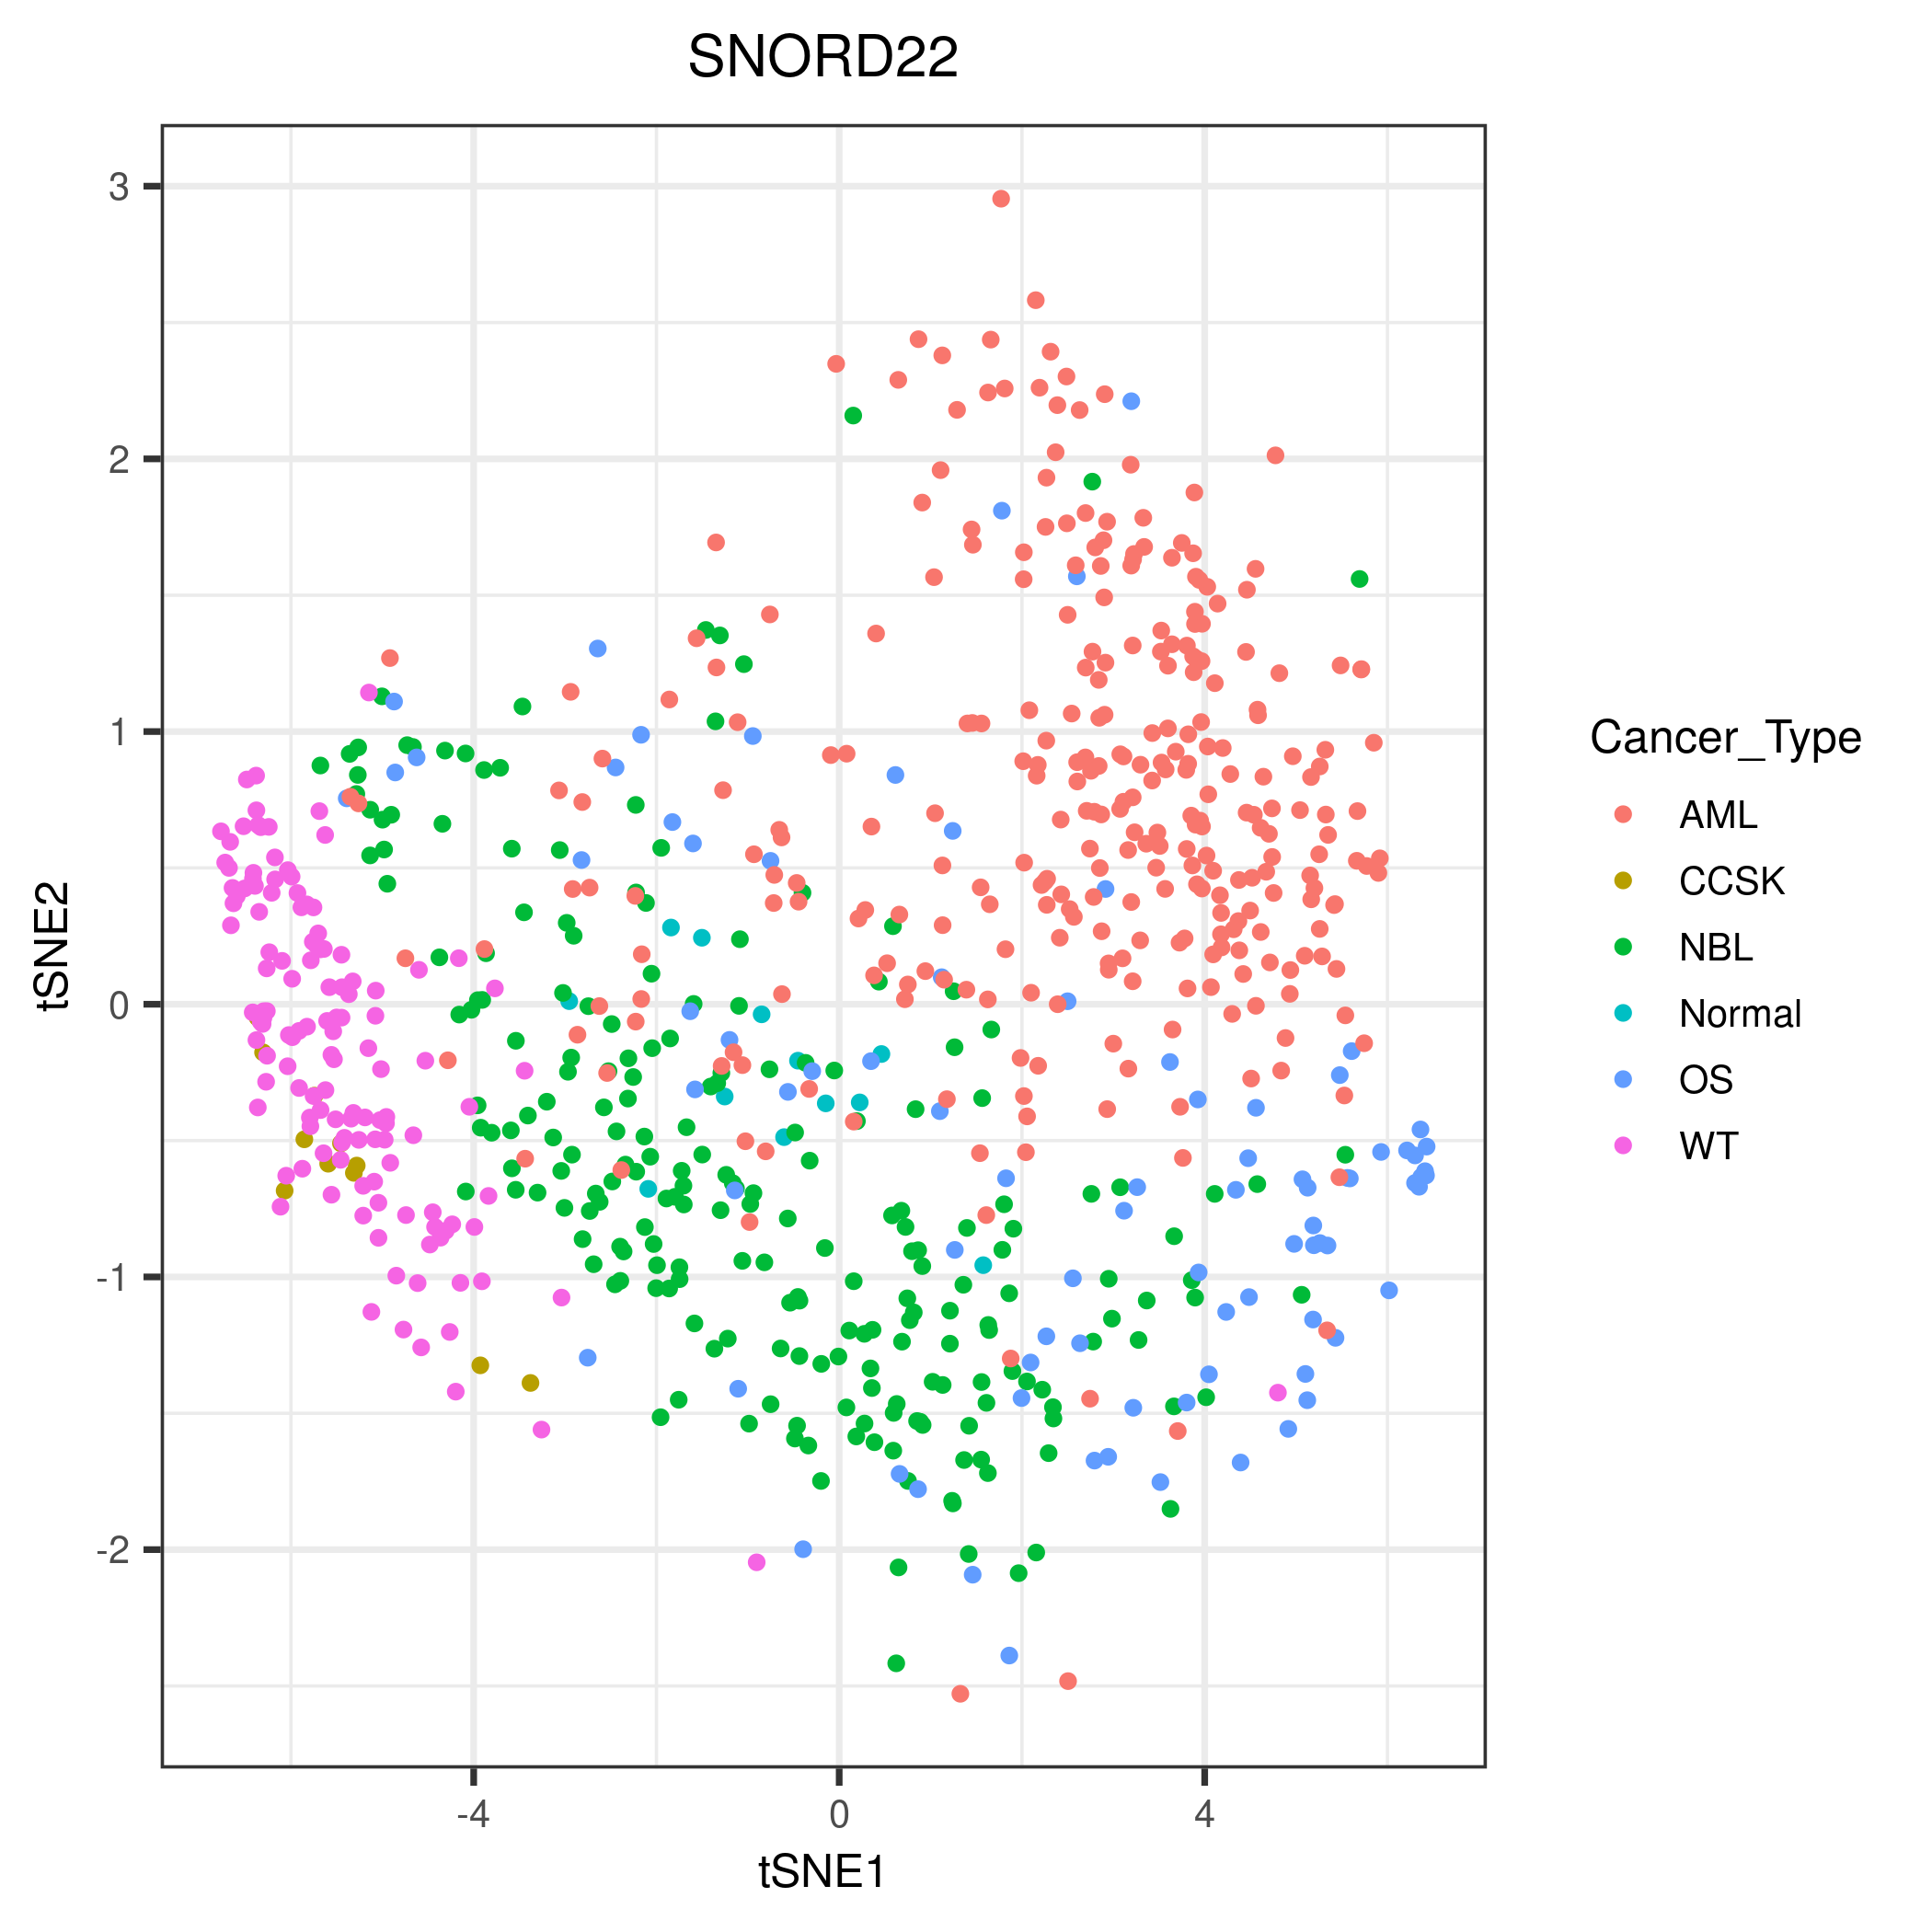 SNORD22
3
2
1
0
-1
-2
tSNE2
-4 0 4
tSNE1
Cancer_Type
AML
CCSK
NBL
Normal
OS
WT